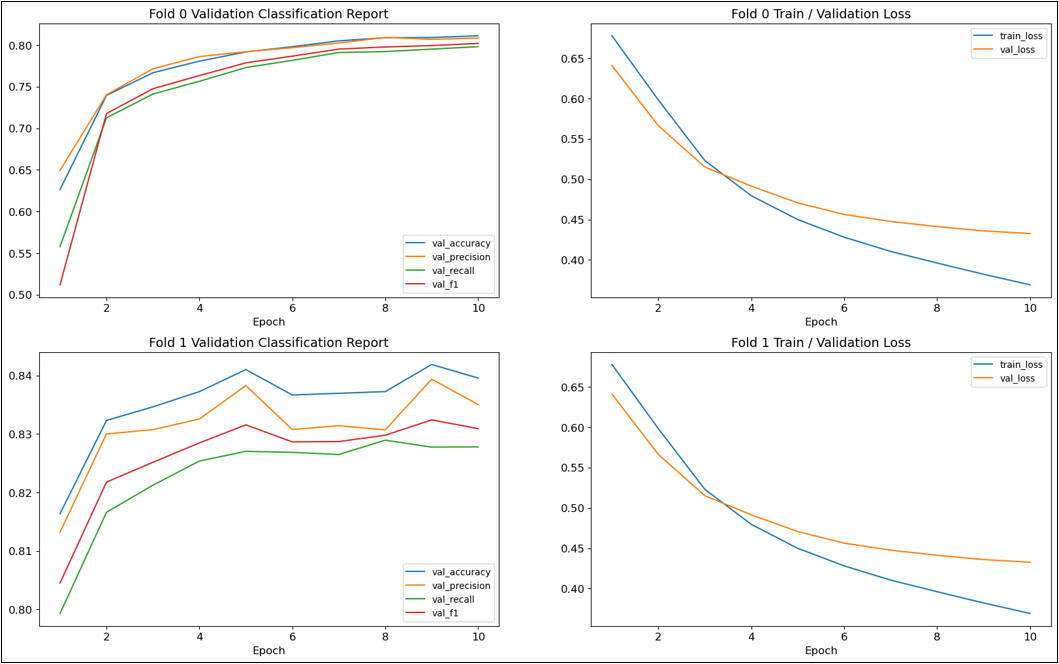 Fold 0 Validation Classification Report
0.80
0.75
0.70
0.65
0.60
0.55
0.50
val_accuracy
val_precision
val_recall
val_f1
2 4 6 8 10
Epoch
Fold 0 Train / Validation Loss
train_loss
val_loss
0.65
0.60
0.55
0.50
0.45
0.40
2 4 6 8 10
Epoch
Fold 1 Validation Classification Report
0.84
0.83
0.82
0.81
0.80
val_accuracy
val_precision
val_recall
val_f1
2 4 6 8 10
Epoch
Fold 1 Train / Validation Loss
train_loss
val_loss
0.65
0.60
0.55
0.50
0.45
0.40
2 4 6 8 10
Epoch